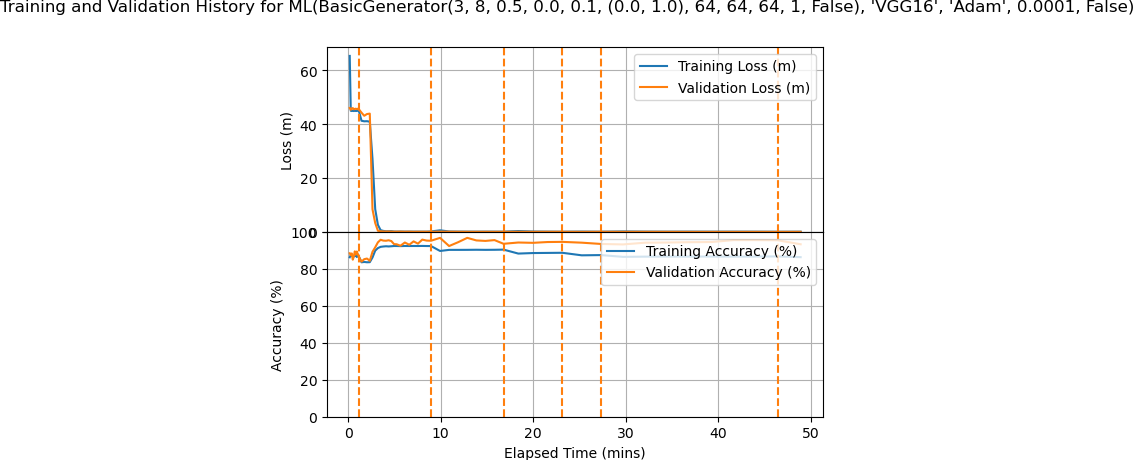 Training and Validation History for ML(BasicGenerator(3, 8, 0.5, 0.0, 0.1, (0.0, 1.0), 64, 64, 64, 1, False), 'VGG16', 'Adam', 0.0001, False)
Training Loss (m)
Validation Loss (m)
60
40
20
0
Loss (m)
Training Accuracy (%)
Validation Accuracy (%)
100
80
60
40
20
0
Accuracy (%)
0 10 20 30 40 50
Elapsed Time (mins)